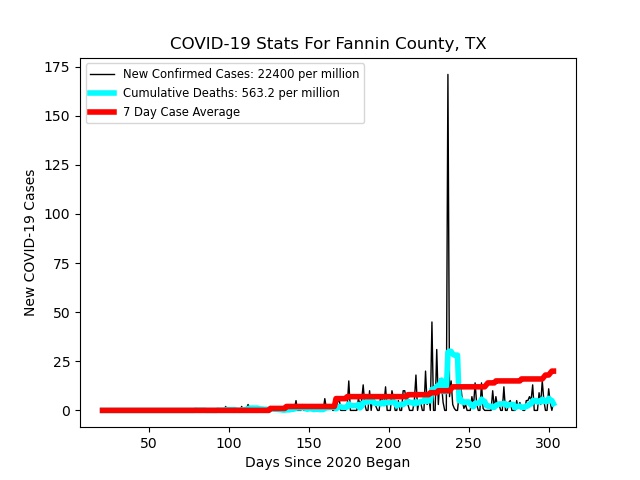 COVID-19 Stats For Fannin County, TX
New Confirmed Cases: 22400 per million
Cumulative Deaths: 563.2 per million
7 Day Case Average
175
150
125
100
75
50
25
0
New COVID-19 Cases
50 100 150 200 250 300
Days Since 2020 Began